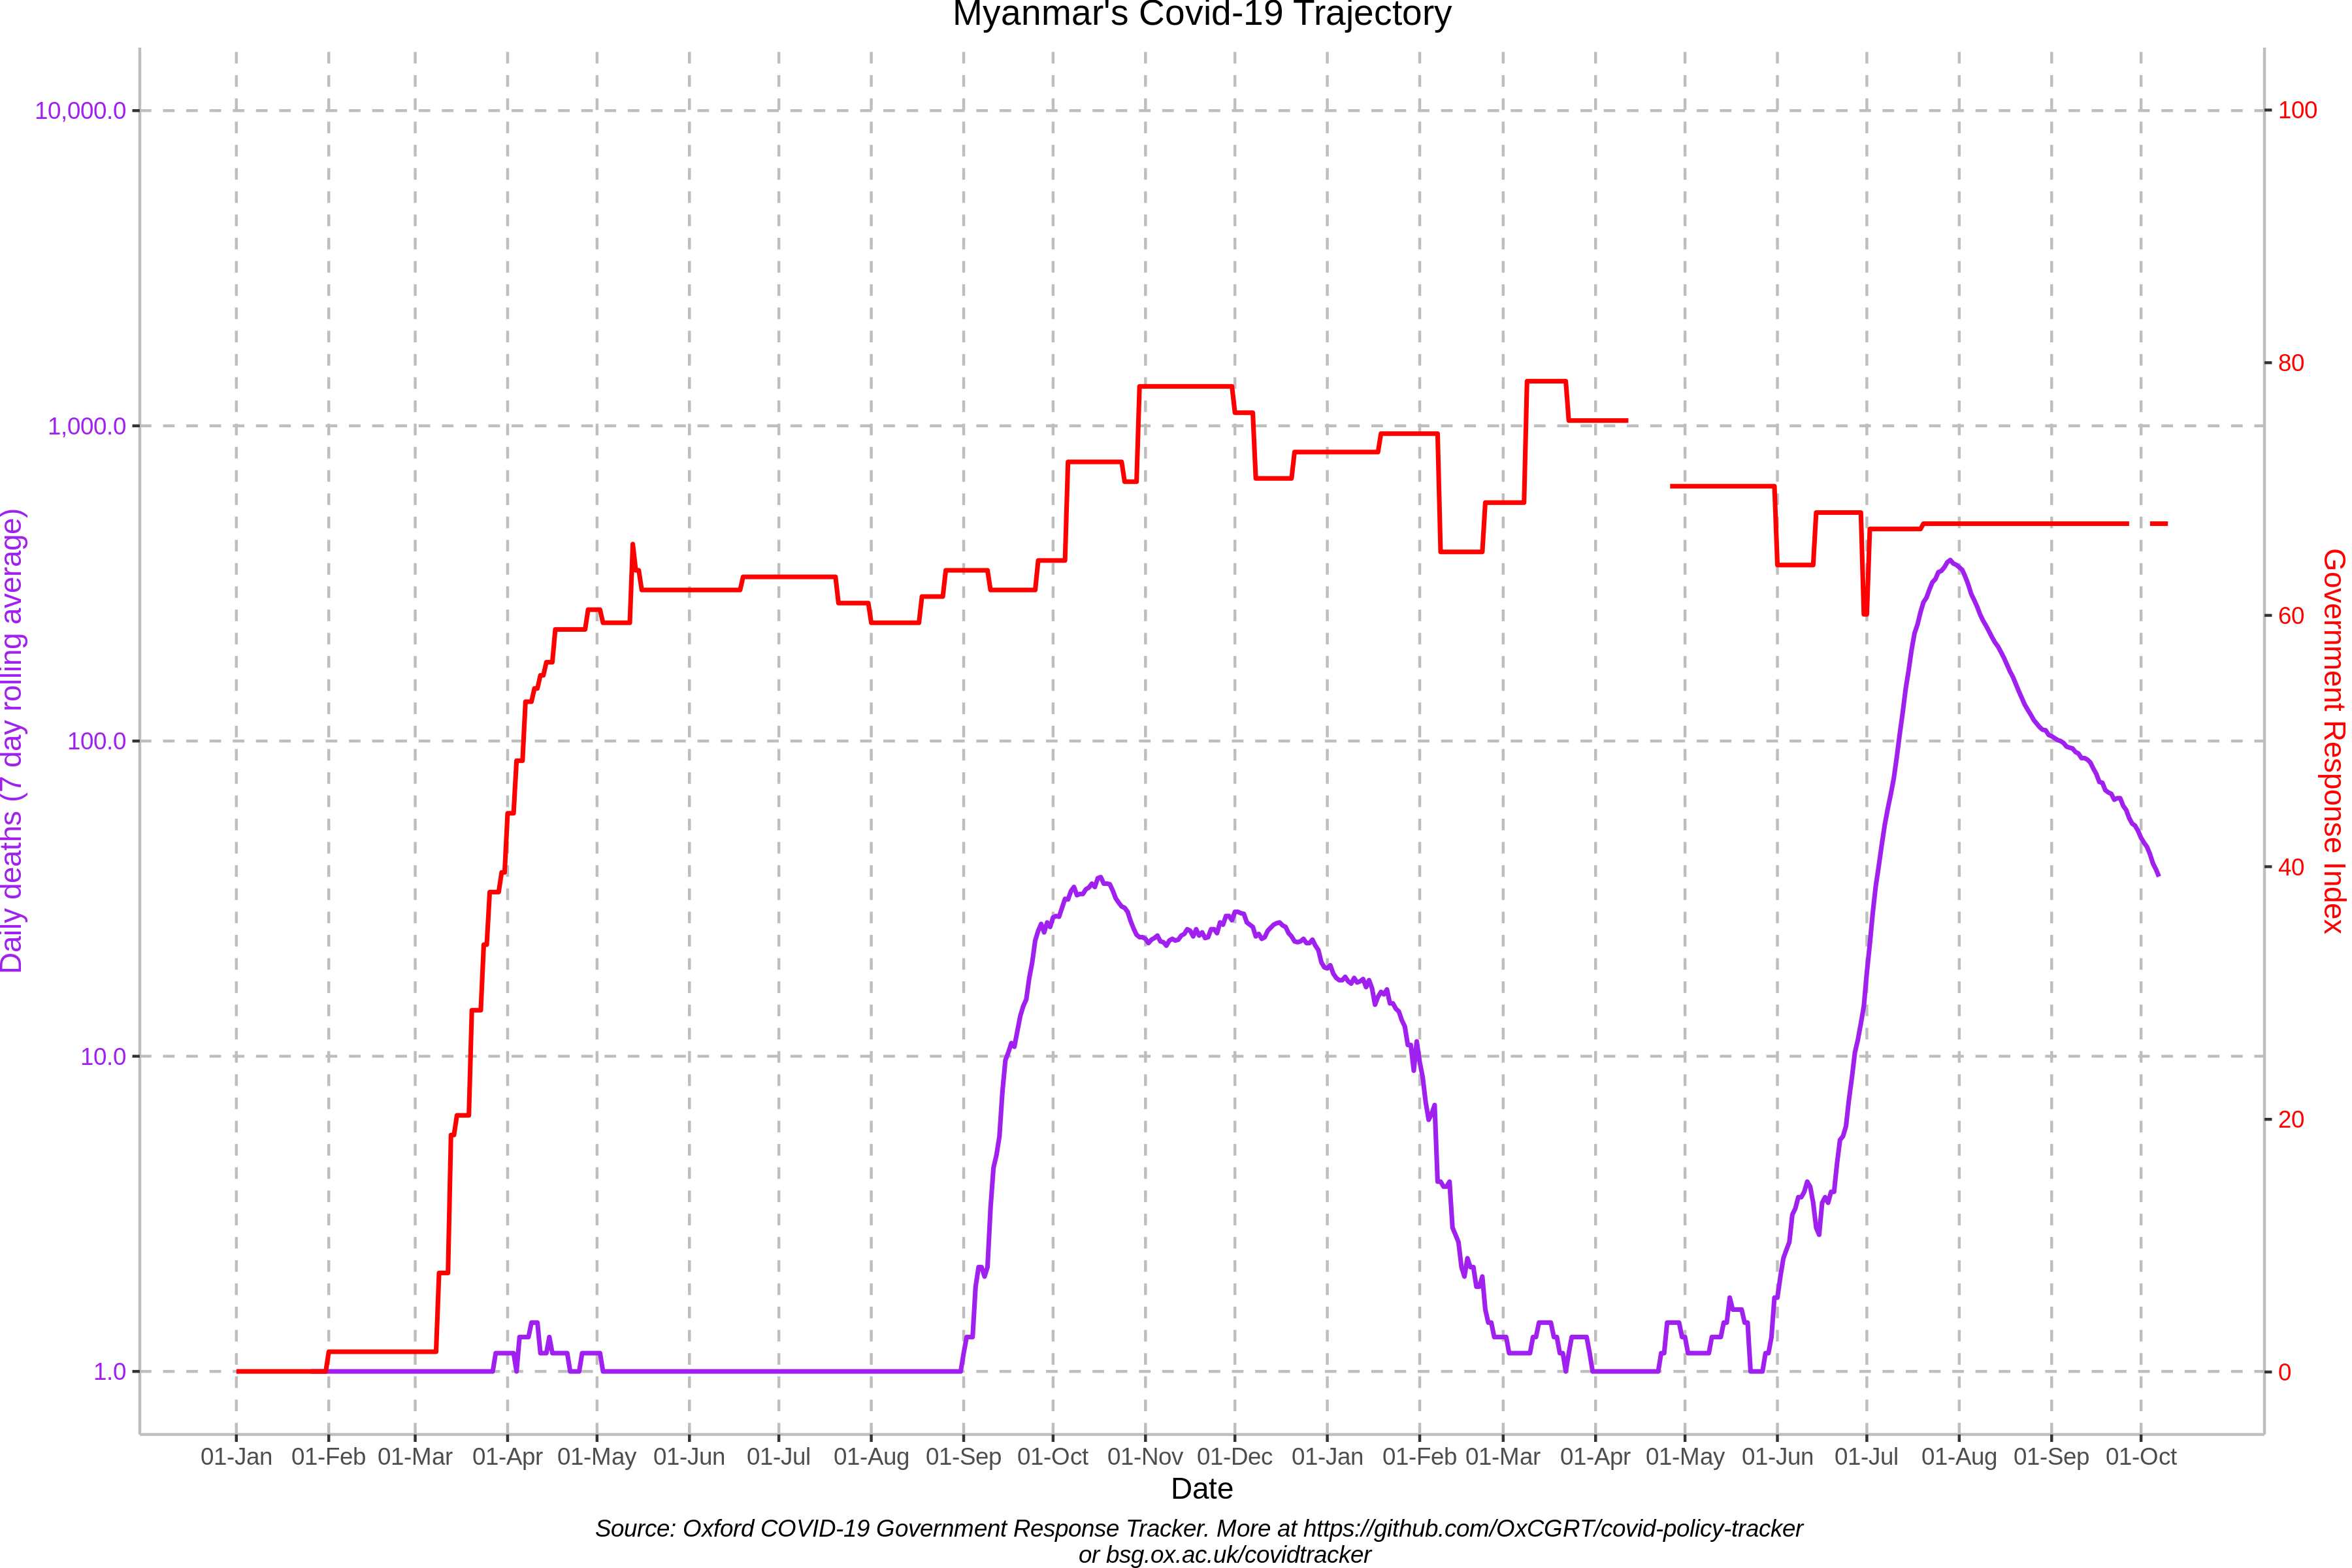 Myanmar's Covid-19 Trajectory
10,000.0
1,000.0
100.0
10.0
1.0
Daily deaths (7 day rolling average)
100
80
60
40
20
0
Government Response Index
01-Jan 01-Feb 01-Mar 01-Apr 01-May 01-Jun 01-Jul 01-Aug 01-Sep 01-Oct 01-Nov 01-Dec 01-Jan 01-Feb 01-Mar 01-Apr 01-May 01-Jun 01-Jul 01-Aug 01-Sep 01-Oct
Date
Source: Oxford COVID-19 Government Response Tracker. More at https://github.com/OxCGRT/covid-policy-tracker
or bsg.ox.ac.uk/covidtracker